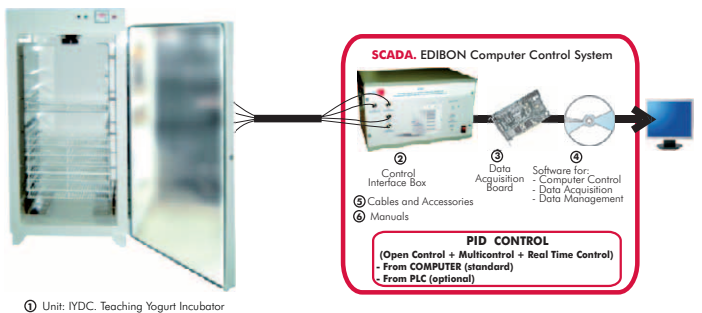 SCADA. EDIBON Computer Control System
2
Control
Interface Box
3
Data
Acquisition
Board
4
Software for:
- Computer Control
- Data Acquisition
- Data Management
5 Cables and Accessories
6 Manuals
PID CONTROL
(Open Control + Multicontrol + Real Time Control)
- From COMPUTER (standard)
- From PLC (optional)
1 Unit: IYDC. Teaching Yogurt Incubator